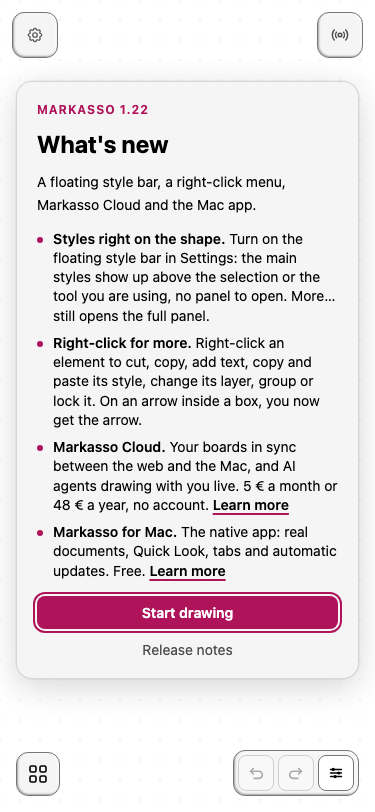 MARKASSO 1.22
What's new
A floating style bar, a right-click menu,
Markasso Cloud and the Mac app.
Styles right on the shape. Turn on the
floating style bar in Settings: the main
styles show up above the selection or the
tool you are using, no panel to open. More...
still opens the full panel.
Right-click for more. Right-click an
element to cut, copy, add text, copy and
paste its style, change its layer, group or
lock it. On an arrow inside a box, you now
get the arrow.
Markasso Cloud. Your boards in sync
between the web and the Mac, and AI
agents drawing with you live. 5 € a month or
48 € a year, no account. Learn more
Markasso for Mac. The native app: real
documents, Quick Look, tabs and automatic
updates. Free. Learn more
Start drawing
Release notes